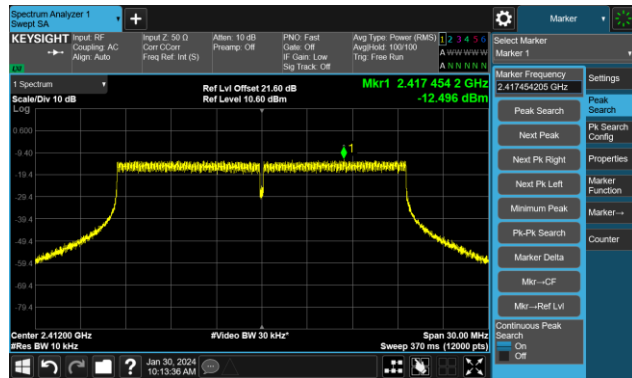 Spectrum Analyzer 1
Swept SA
Marker
KEYSIGHT
Input: RF
Coupling: AC
Align: Auto
Input Z: 50 Ω
Corr CCorr
Freq Ref: Int (S)
Atten: 10 dB
Preamp: Off
PNO: Fast
Gate: Off
IF Gain: Low
Sig Track: Off
Avg Type: Power (RMS)
Avg|Hold: 100/100
Trig: Free Run
1 2 3 4 5 6
A W W W W W
A N N N N N
LW
Select Marker
Marker 1
1 Spectrum
Scale/Div 10 dB
Log
Ref Lvl Offset 21.60 dB
Ref Level 10.60 dBm
Mkr1 2.417 454 2 GHz
-12.496 dBm
0.600
-9.40
-19.4
-29.4
-39.4
-49.4
-59.4
-69.4
-79.4
1
Center 2.41200 GHz
#Res BW 10 kHz
#Video BW 30 kHz*
Span 30.00 MHz
Sweep 370 ms (12000 pts)
Marker Frequency
2.417454205 GHz
Peak Search
Next Peak
Next Pk Right
Next Pk Left
Minimum Peak
Pk-Pk Search
Marker Delta
Mkr→CF
Mkr→Ref Lvl
Continuous Peak
Search
On
Off
Settings
Peak
Search
Pk Search
Config
Properties
Marker
Function
Marker→
Counter
?
Jan 30, 2024
10:13:36 AM